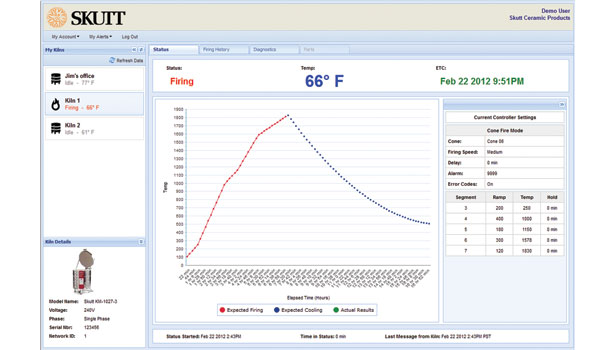 SKUTT
Demo User
Skutt Ceramic Products
My Account My Alerts Log Out
My Kilns
Refresh Data
Jim's office
Idle - 77° F
Kiln 1
Firing - 66° F
Kiln 2
Idle - 61° F
Kiln Details
Model Name: Skutt KM-1027-3
Voltage: 240V
Phase: Single Phase
Serial Nbr: 123456
Network ID: 1
Status Firing History Diagnostics
Status: Temp: ETC:
Firing 66° F Feb 22 2012 9:51PM
1900
1800
1700
1600
1500
1400
1300
1200
1100
1000
900
800
700
600
500
400
300
200
100
0
Temp
Elapsed Time (Hours)
Expected Firing Expected Cooling Actual Results
Current Controller Settings
Cone Fire Mode
Cone: Cone 06
Firing Speed: Medium
Delay: 0 min
Alarm: 9999
Error Codes: On
Segment Ramp Temp Hold
3 200 250 0 min
4 400 1000 0 min
5 180 1150 0 min
6 300 1570 0 min
7 120 1830 0 min
Status Started: Feb 22 2012 2:43PM Time in Status: 0 min Last Message from Kiln: Feb 22 2012 2:43PM PST